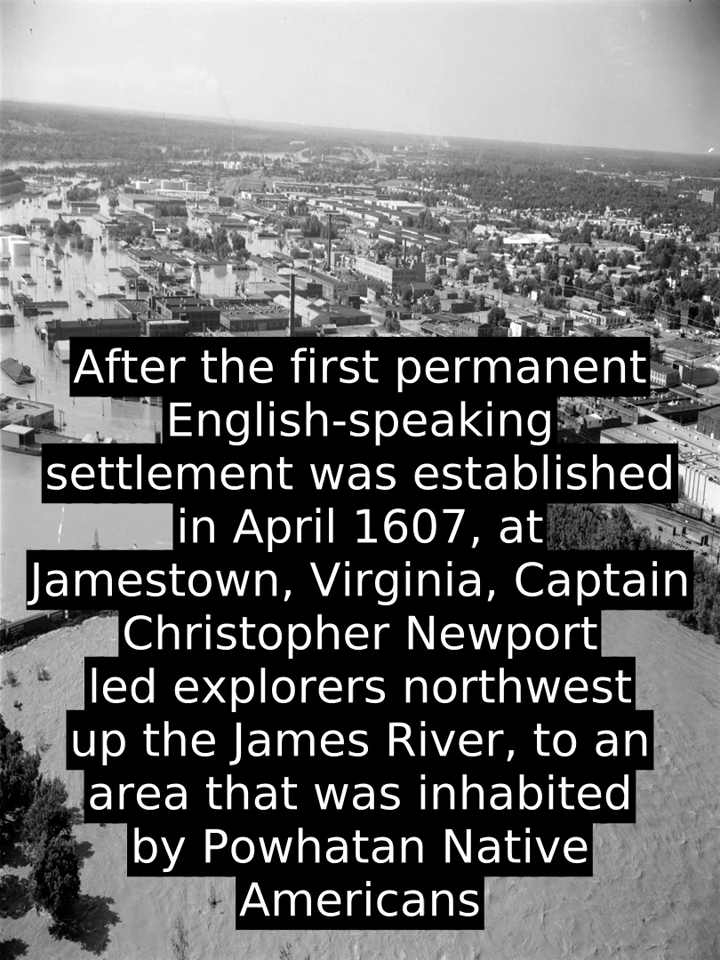 After the first permanent
English-speaking
settlement was established
in April 1607, at
Jamestown, Virginia, Captain
Christopher Newport
led explorers northwest
up the James River, to an
area that was inhabited
by Powhatan Native
Americans